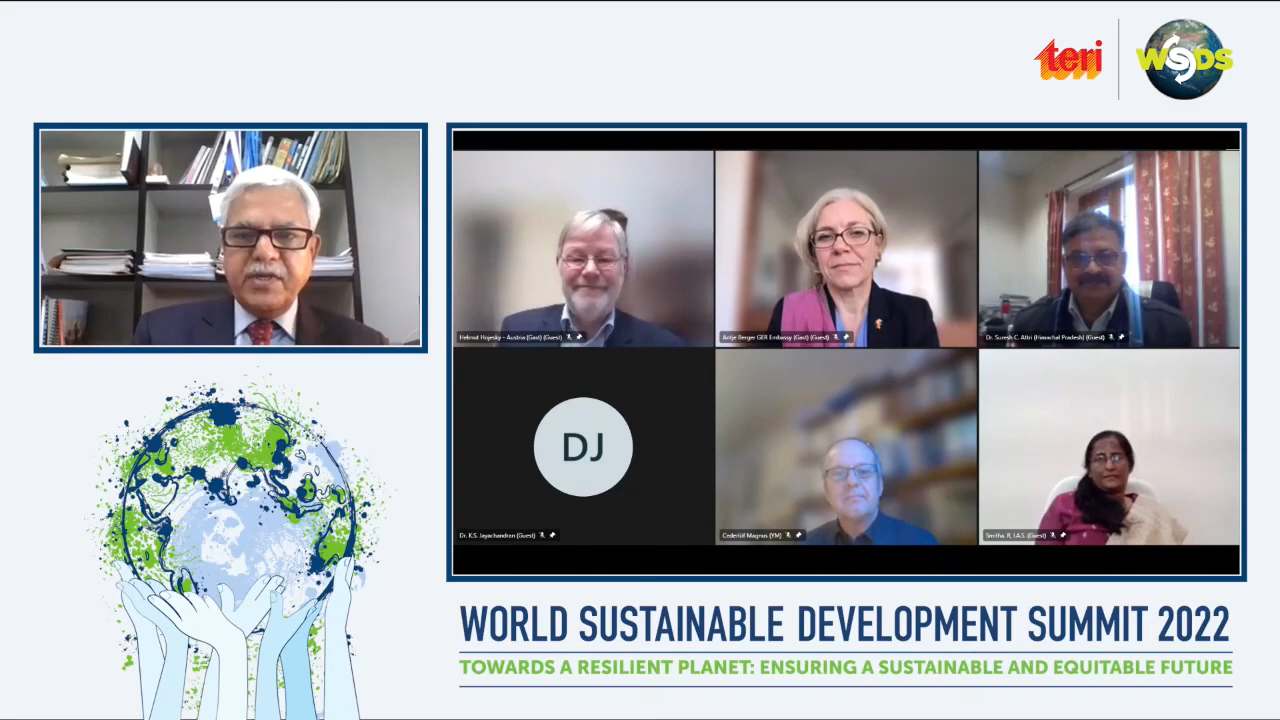 teri
WSDS
Helmut Hojesky - Austria (Gast) (Guest)
Antje Berger GER Embassy (Gast) (Guest)
Dr. Suresh C. Attri (Himachal Pradesh) (Guest)
DJ
Dr. K.S. Jayachandran (Guest)
Cederlöf Magnus (YM)
Smitha. R, I.A.S. (Guest)
WORLD SUSTAINABLE DEVELOPMENT SUMMIT 2022
TOWARDS A RESILIENT PLANET: ENSURING A SUSTAINABLE AND EQUITABLE FUTURE